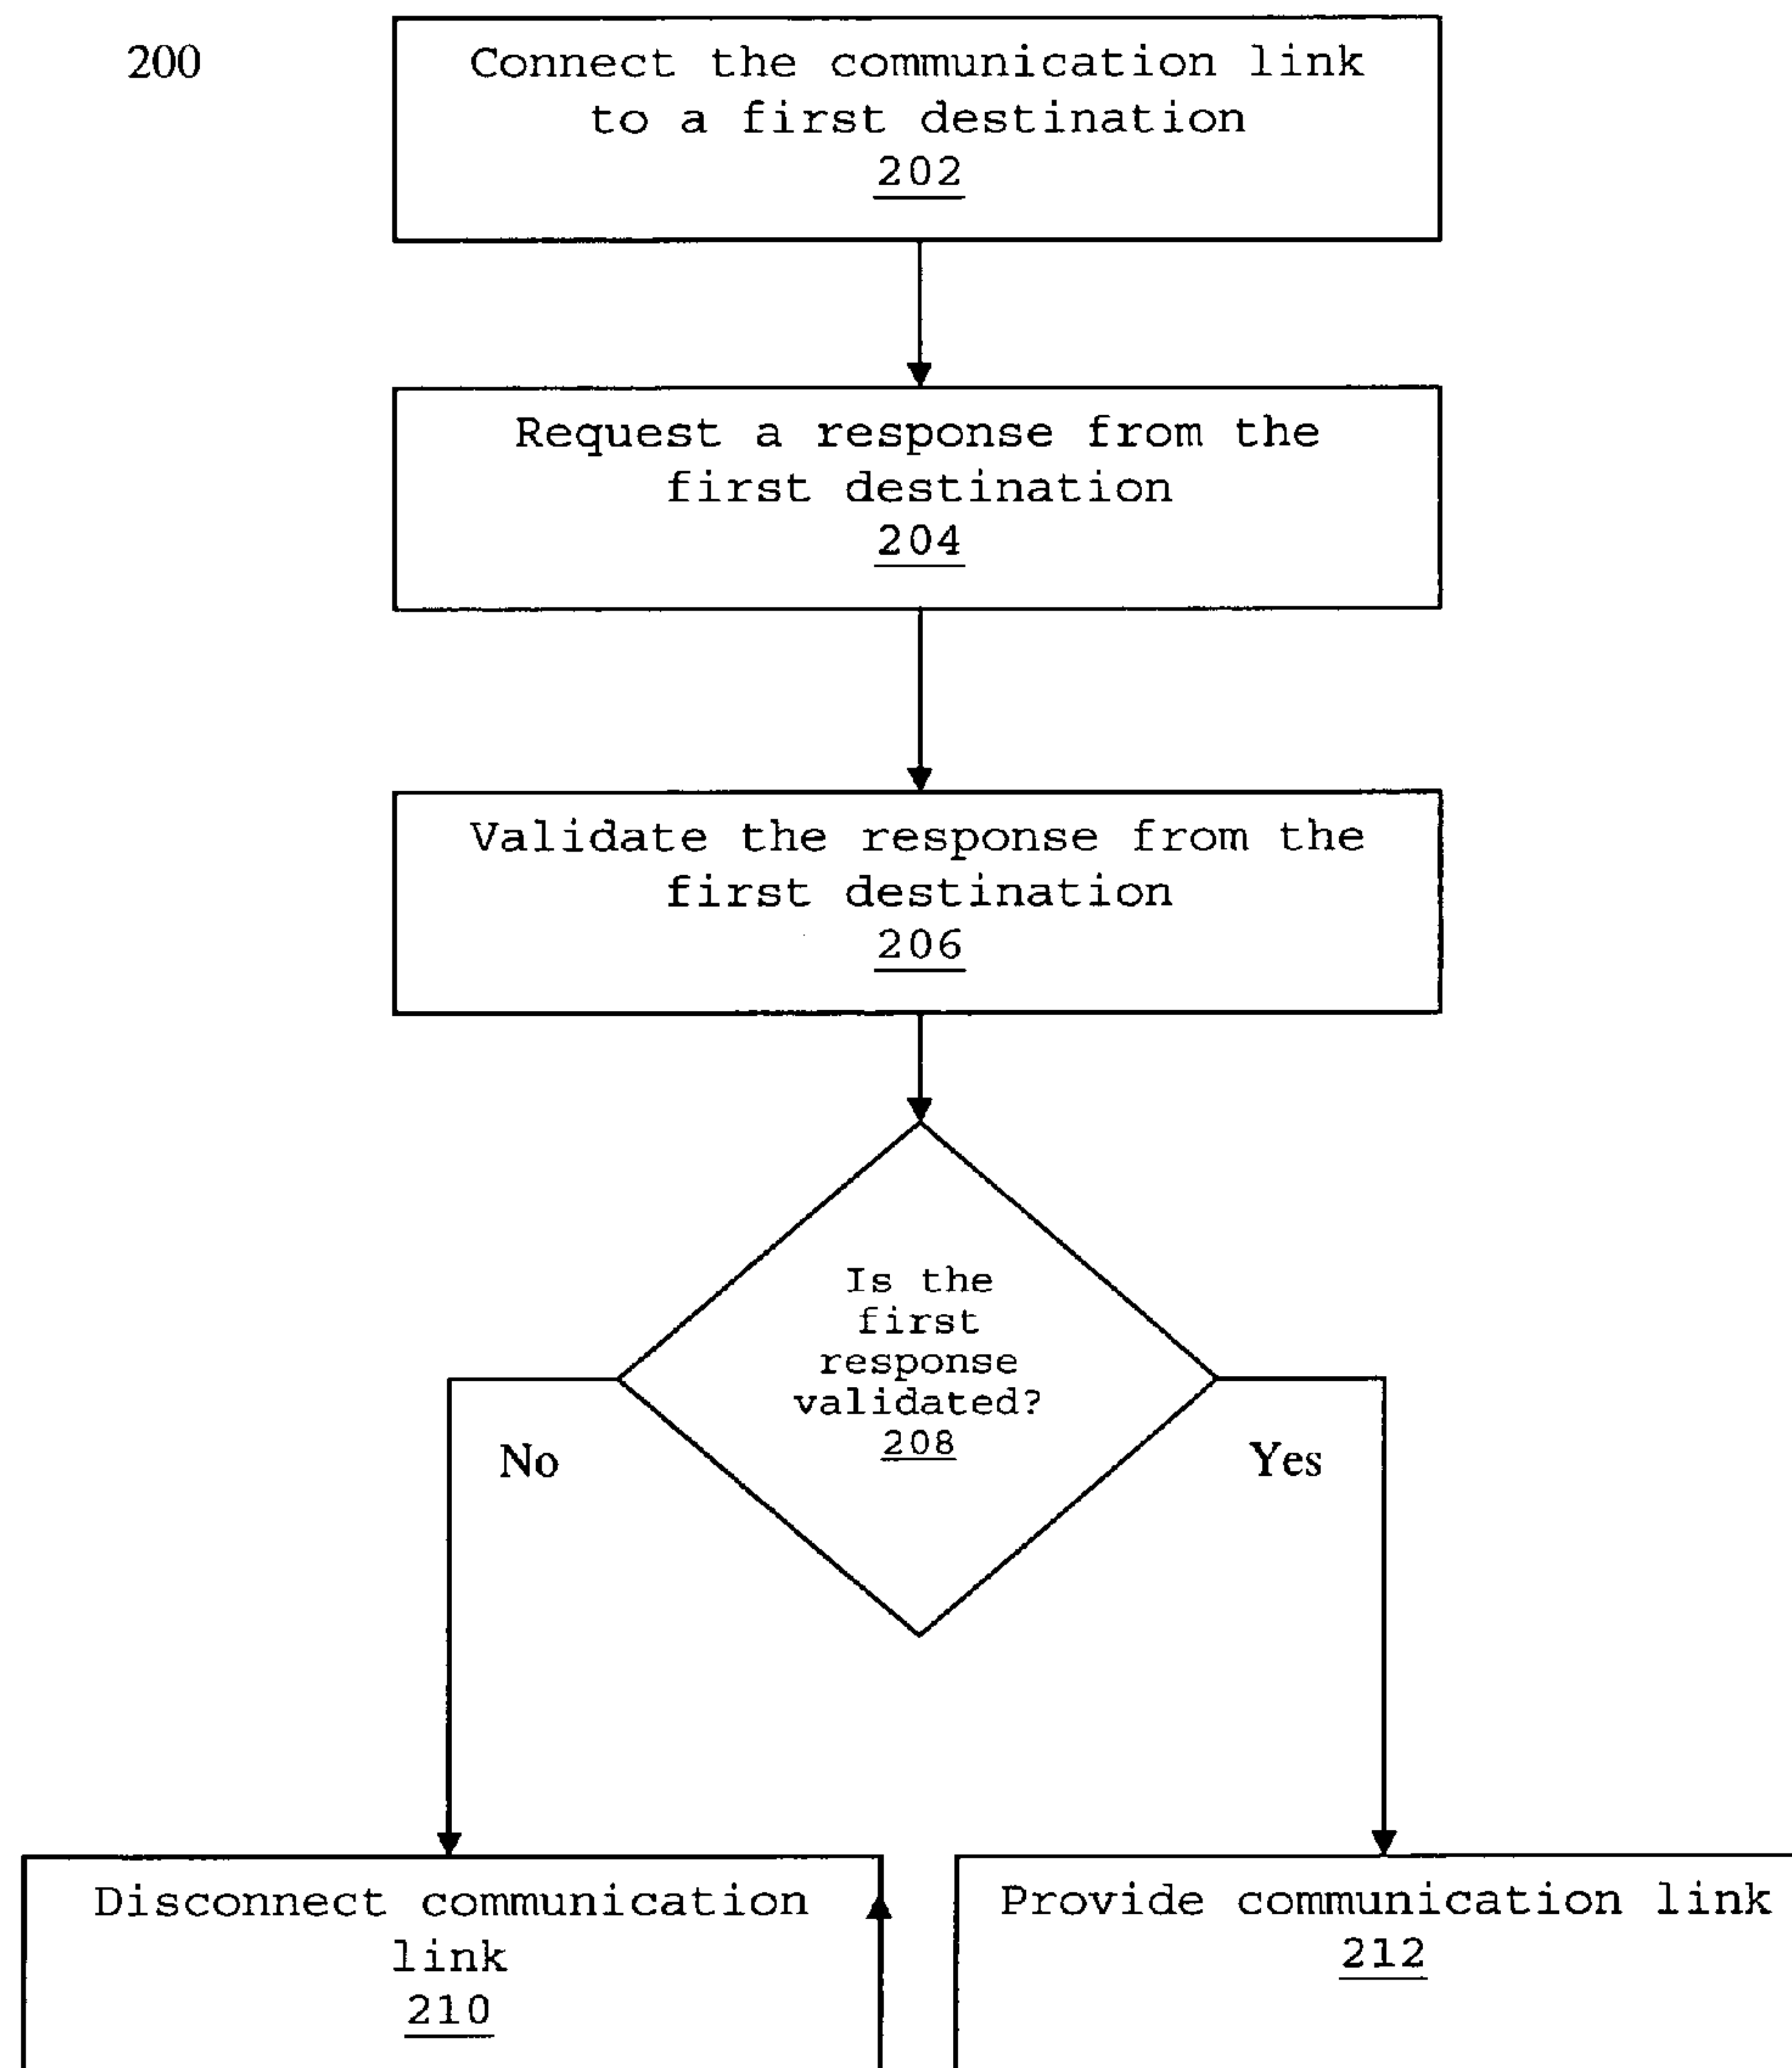 200
Connect the communication link
to a first destination
202
Request a response from the
first destination
204
Validate the response from the
first destination
206
Is the
first
response
validated?
208
No
Yes
Disconnect communication
link
210
Provide communication link
212